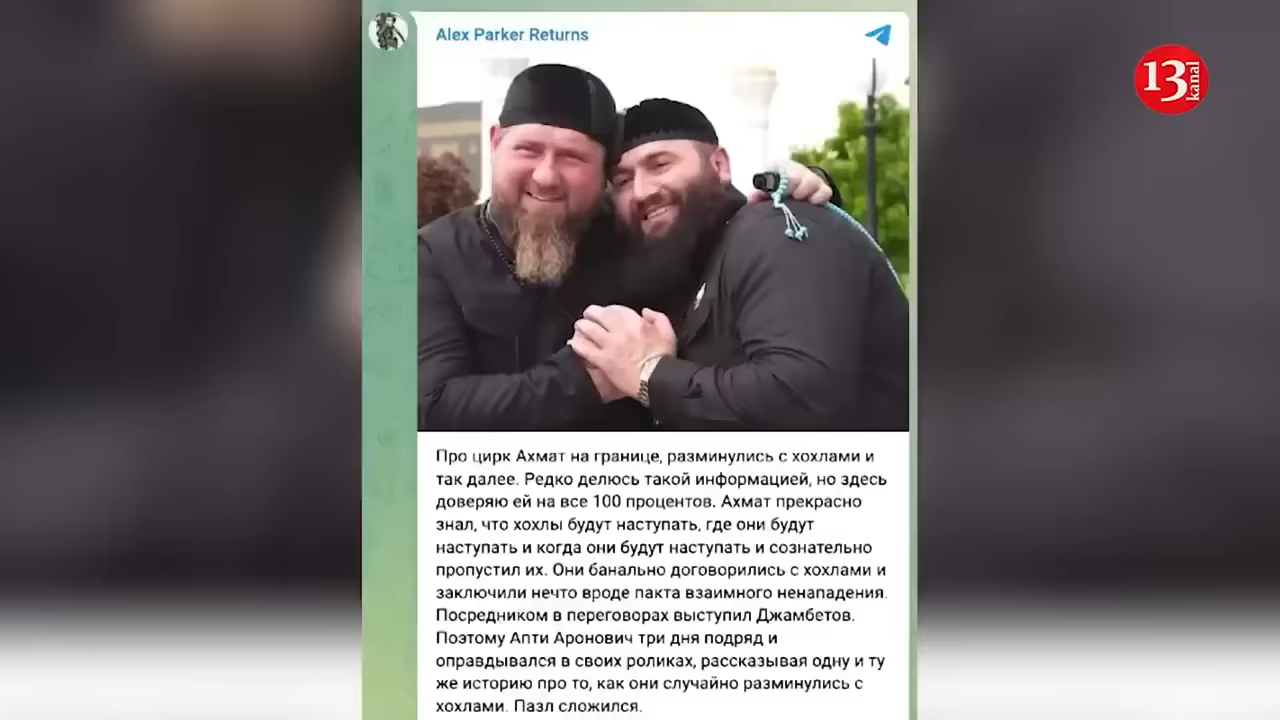 Alex Parker Returns
13 kanal
Про цирк Ахмат на границе, разминулись с хохлами и
так далее. Редко делюсь такой информацией, но здесь
доверяю ей на все 100 процентов. Ахмат прекрасно
знал, что хохлы будут наступать, где они будут
наступать и когда они будут наступать и сознательно
пропустил их. Они банально договорились с хохлами и
заключили нечто вроде пакта взаимного ненападения.
Посредником в переговорах выступил Джамбетов.
Поэтому Апти Аронович три дня подряд и
оправдывался в своих роликах, рассказывая одну и ту
же историю про то, как они случайно разминулись с
хохлами. Пазл сложился.